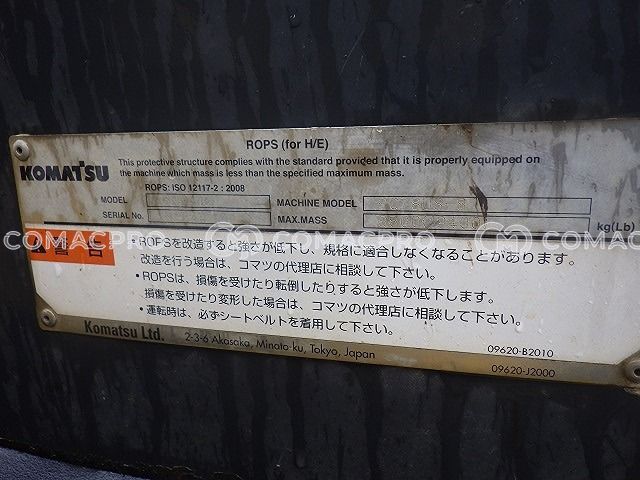 ROPS (for H/E)
KOMATSU
This protective structure complies with the standard provided that it is properly equipped on
the machine which mass is less than the specified maximum mass.
ROPS: ISO 12117-2 : 2008
MODEL
MACHINE MODEL
SERIAL No.
MAX.MASS
kg(Lb)
COMACPRO COMACPRO COMACPRO
警告
・ROPSを改造すると強さが低下し、規格に適合しなくなることがあります。
改造を行う場合は、コマツの代理店に相談して下さい。
・ROPSは、損傷を受けたり転倒したりすると強さが低下します。
損傷を受けたり変形した場合は、コマツの代理店に相談して下さい。
・運転時は、必ずシートベルトを着用して下さい。
Komatsu Ltd.
2-3-6 Akasaka, Minato-ku, Tokyo, Japan
09620-B2010
09620-J2000